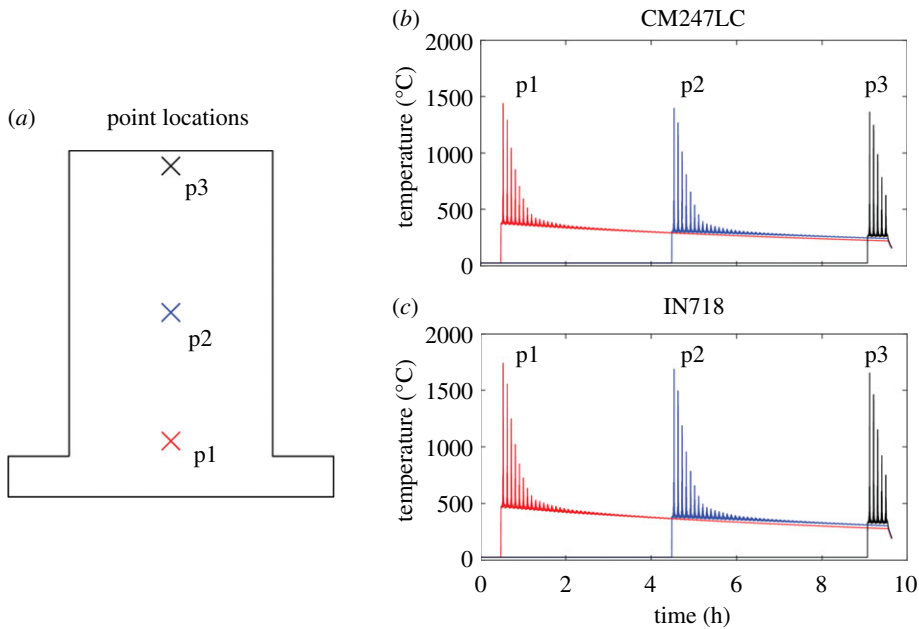 (a)
point locations
p3
p2
p1
(b)
CM247LC
2000
1500
1000
500
0
temperature (°C)
p1
p2
p3
(c)
IN718
2000
1500
1000
500
0
temperature (°C)
p1
p2
p3
0 2 4 6 8 10
time (h)